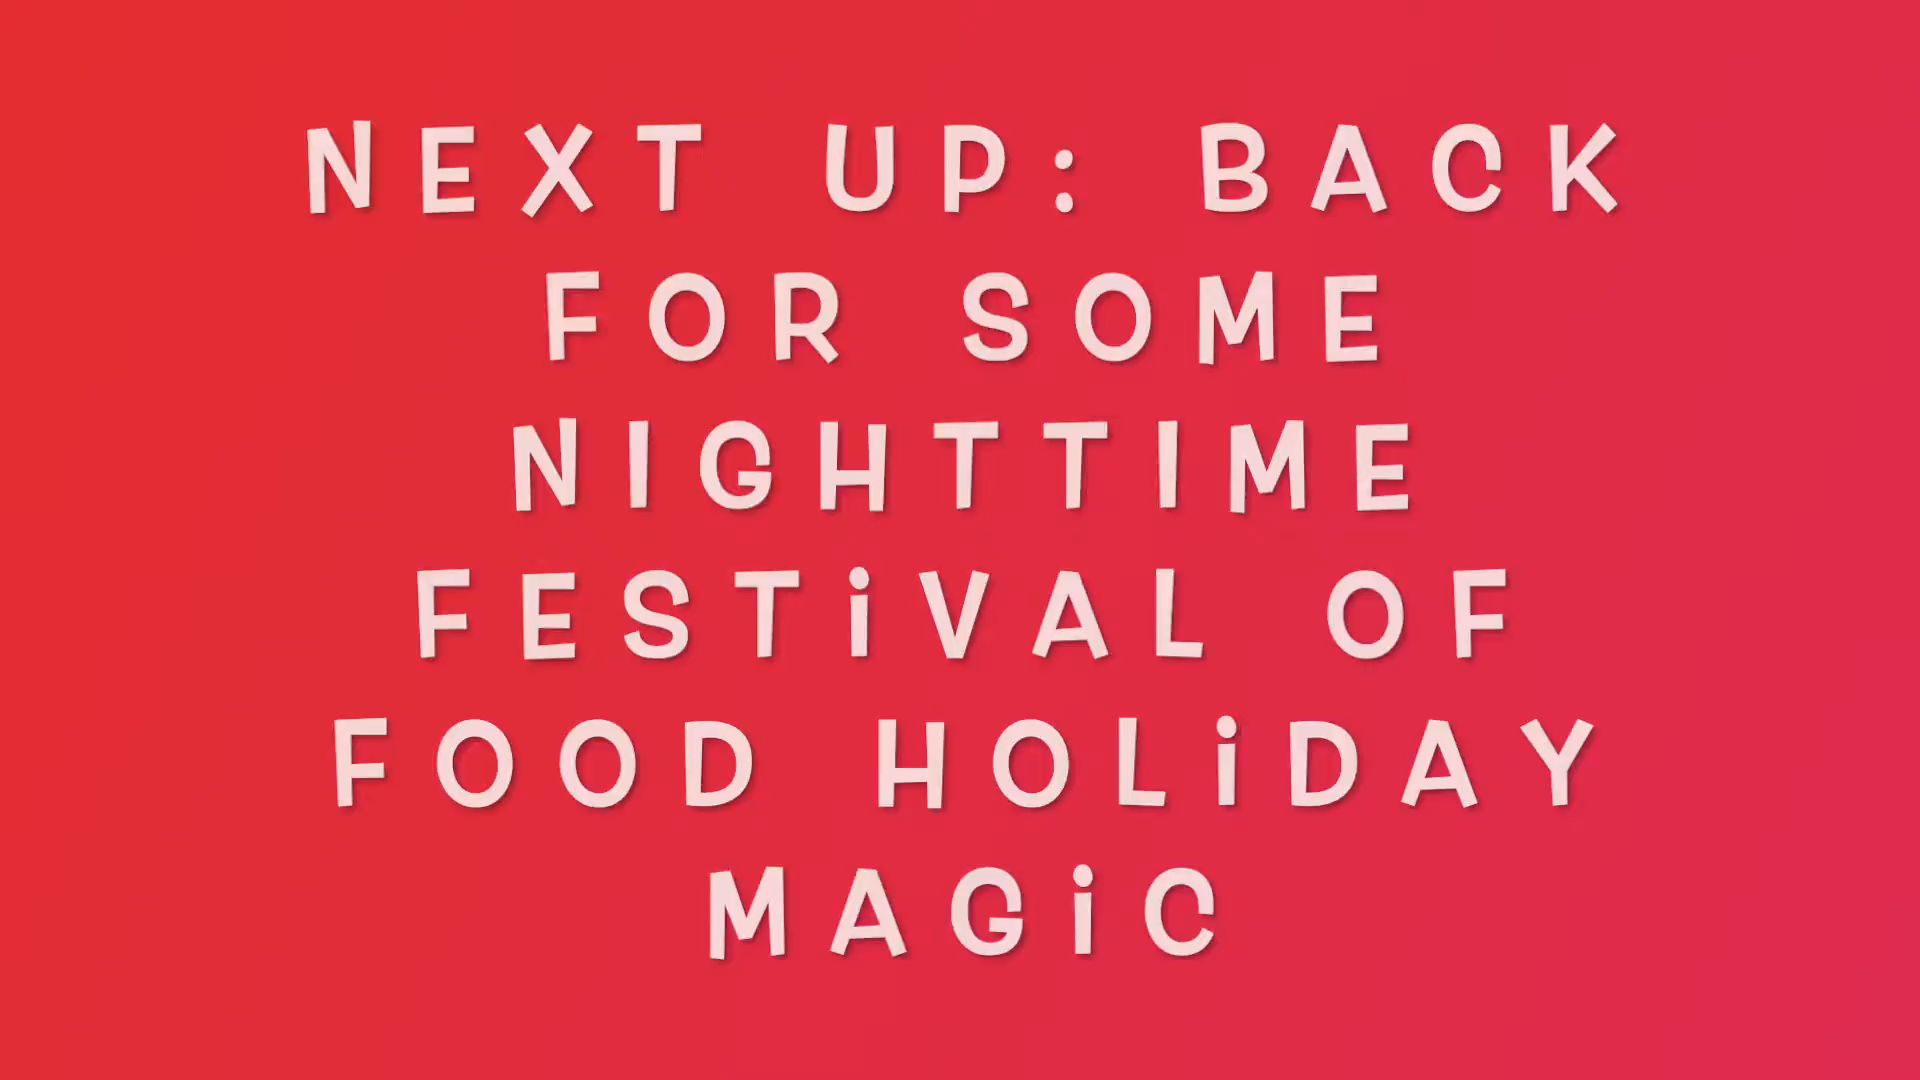 NEXT UP: BACK
FOR SOME
NIGHTTIME
FESTiVAL OF
FOOD HOLiDAY
MAGiC